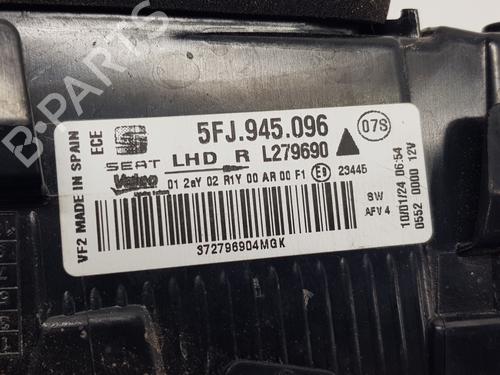 B-PARTS
VF2 MADE IN SPAIN
ECE
SEAT
Valeo
5FJ.945.096
LHD R L279690
07S
01 2aY 02 R1Y 00 AR 00 F1 E9 23445
372796904MGK
SW
AFV 4
10/01/24 06:54
0552 0000 12V